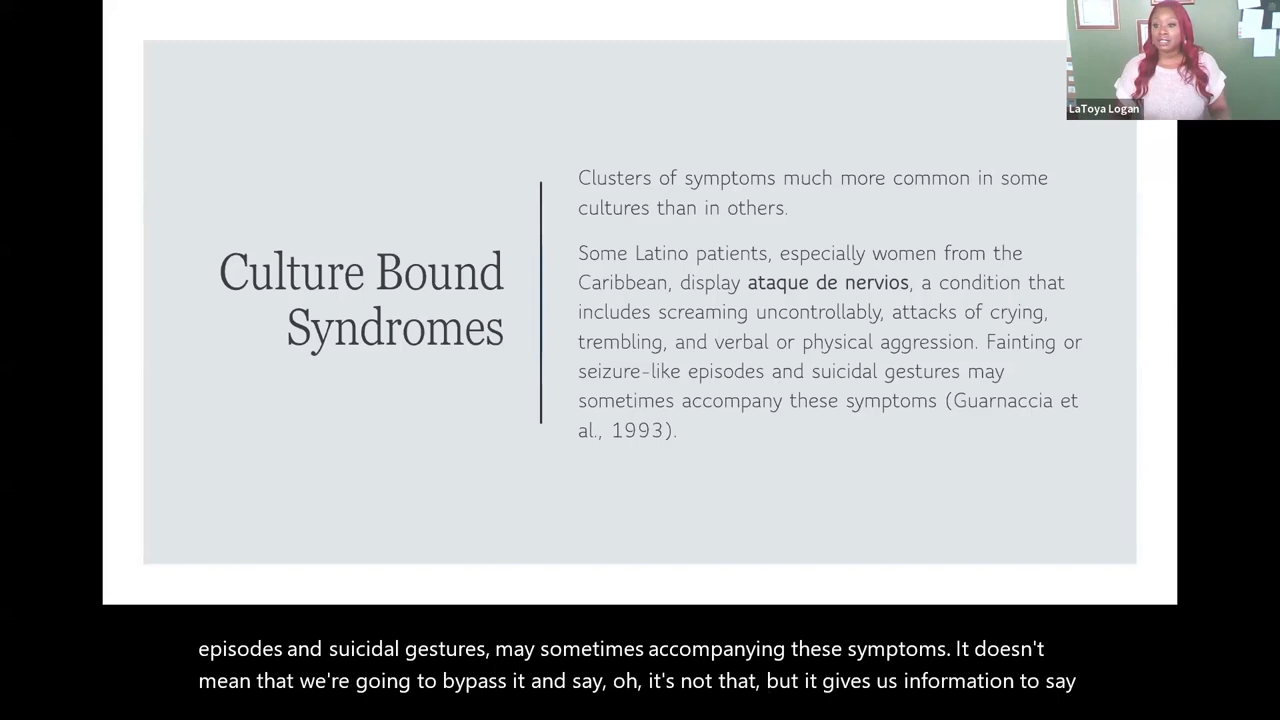 LaToya Logan
Culture Bound
Syndromes
Clusters of symptoms much more common in some
cultures than in others.
Some Latino patients, especially women from the
Caribbean, display ataque de nervios, a condition that
includes screaming uncontrollably, attacks of crying,
trembling, and verbal or physical aggression. Fainting or
seizure-like episodes and suicidal gestures may
sometimes accompany these symptoms (Guarnaccia et
al., 1993).
episodes and suicidal gestures, may sometimes accompanying these symptoms. It doesn't
mean that we're going to bypass it and say, oh, it's not that, but it gives us information to say